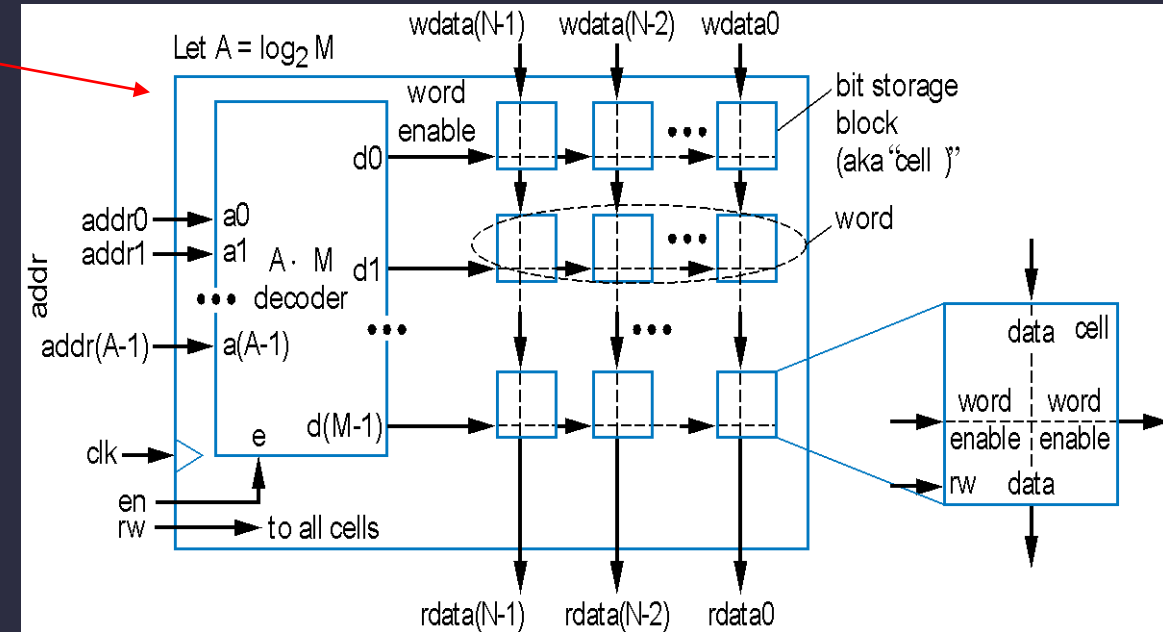 wdata(N-1) wdata(N-2) wdata0
Let A = log2 M
word
enable
bit storage
block
(aka “cell )”
d0
word
addr
addr0 a0
addr1 a1
A · M
decoder
d1
addr(A-1) a(A-1)
d(M-1)
e
clk
en
rw to all cells
data cell
word word
enable enable
rw data
rdata(N-1) rdata(N-2) rdata0